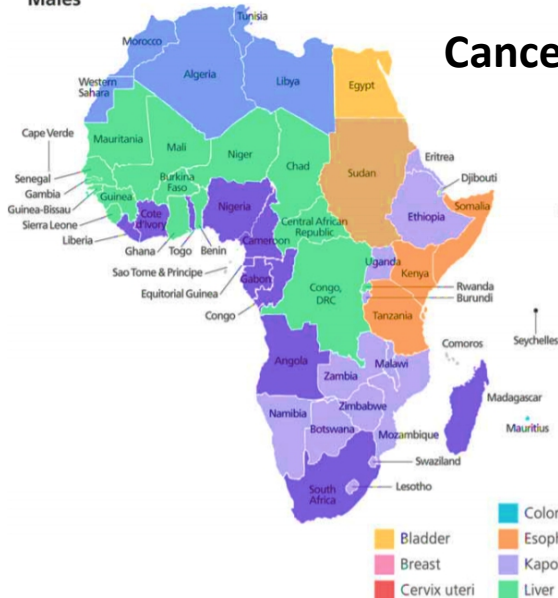 Males
Cance
Tunisia
Morocco
Algeria
Libya
Egypt
Western
Sahara
Cape Verde
Mauritania
Mali
Niger
Chad
Sudan
Eritrea
Djibouti
Senegal
Gambia
Guinea-Bissau
Guinea
Burkina
Faso
Sierra Leone
Liberia
Cote
d'Ivory
Ghana
Togo
Benin
Nigeria
Cameroon
Central African
Republic
Ethiopia
Somalia
Sao Tome & Principe
Equitorial Guinea
Gabon
Congo
Congo,
DRC
Uganda
Kenya
Rwanda
Burundi
Tanzania
Seychelles
Comoros
Angola
Zambia
Malawi
Madagascar
Mauritius
Namibia
Zimbabwe
Botswana
Mozambique
Swaziland
South
Africa
Lesotho
Bladder
Breast
Cervix uteri
Color
Esoph
Kapo
Liver